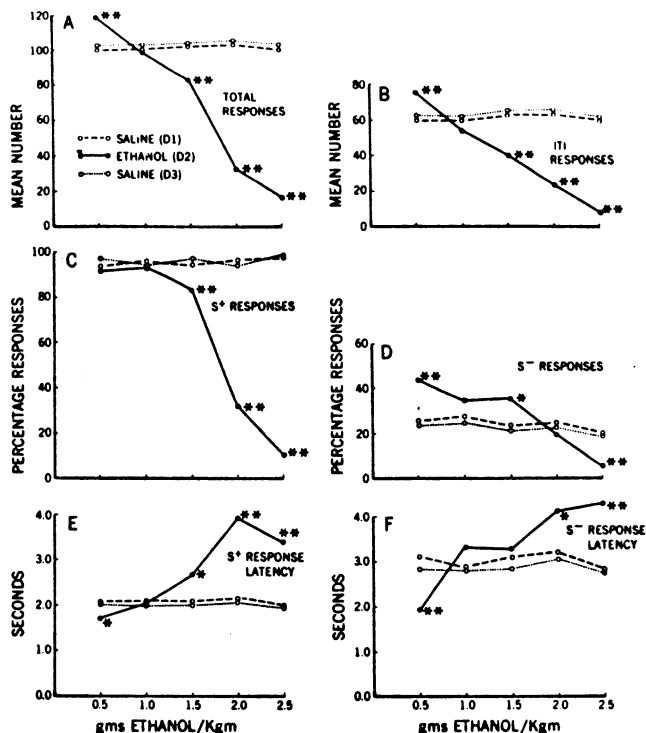 A
120
100
80
60
40
20
0
MEAN NUMBER
**
**
**
**
TOTAL
RESPONSES
SALINE (D1)
ETHANOL (D2)
SALINE (D3)
B
80
60
40
20
0
MEAN NUMBER
**
**
**
**
ITI
RESPONSES
C
100
80
60
40
20
0
PERCENTAGE RESPONSES
S+ RESPONSES
**
**
**
D
60
40
20
0
PERCENTAGE RESPONSES
S− RESPONSES
**
*
**
E
4.0
3.0
2.0
1.0
0.0
SECONDS
**
**
*
*
S+ RESPONSE
LATENCY
0.5 1.0 1.5 2.0 2.5
gms ETHANOL/Kgm
F
4.0
3.0
2.0
1.0
0.0
SECONDS
**
*
**
S− RESPONSE
LATENCY
0.5 1.0 1.5 2.0 2.5
gms ETHANOL/Kgm